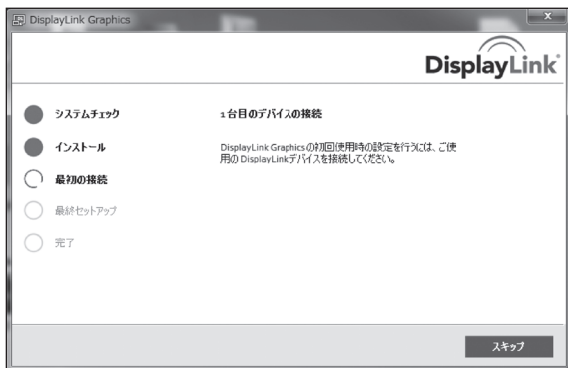 DisplayLink Graphics
x
DisplayLink
システムチェック
インストール
最初の接続
最終セットアップ
完了
1台目のデバイスの接続
DisplayLink Graphicsの初回使用時の設定を行うには、ご使
用の DisplayLinkデバイスを接続してください。
スキップ